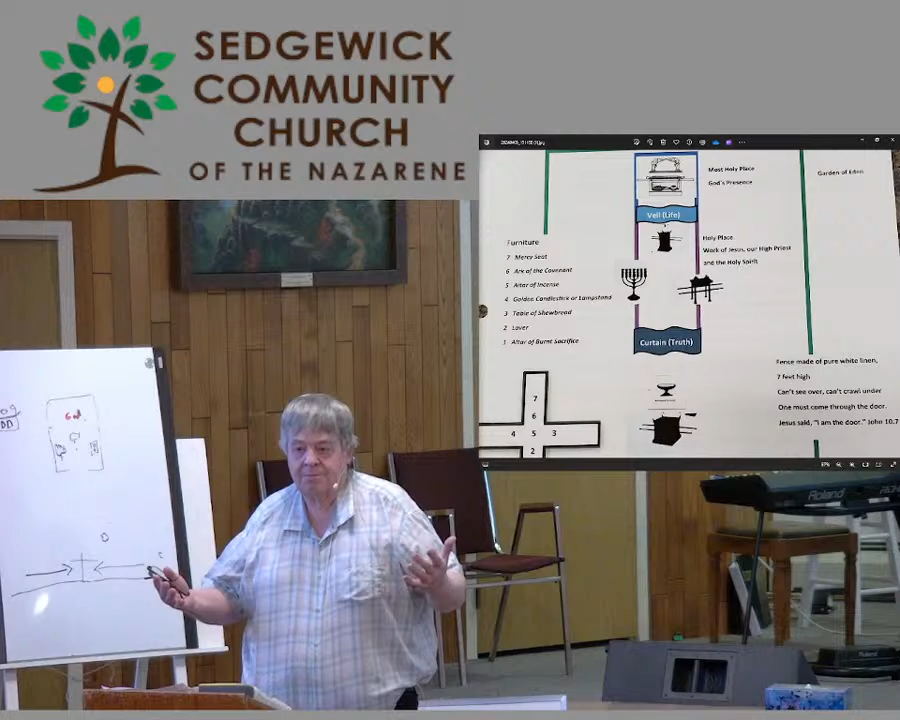 SEDGEWICK
COMMUNITY
CHURCH
OF THE NAZARENE
Most Holy Place
God's Presence
Garden of Eden
Veil (Life)
Holy Place
Work of Jesus, our High Priest
and the Holy Spirit
Furniture
7 Mercy Seat
6 Ark of the Covenant
5 Altar of Incense
4 Golden Candlestick or Lampstand
3 Table of Shewbread
2 Laver
1 Altar of Burnt Sacrifice
Curtain (Truth)
Fence made of pure white linen,
7 feet high
Can't see over, can't crawl under
One must come through the door.
Jesus said, "I am the door." John 10:7
7
6
4 5 3
2
God
Roland